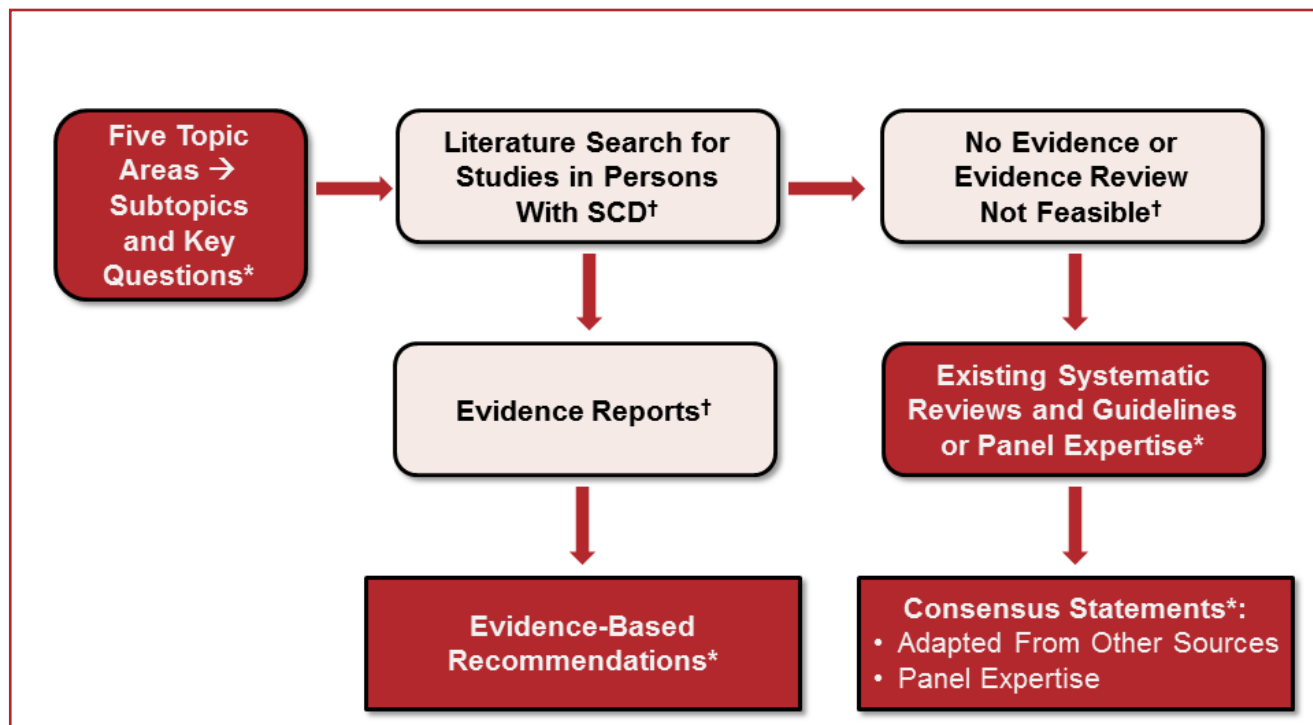 Five Topic
Areas →
Subtopics
and Key
Questions*
Literature Search for
Studies in Persons
With SCD†
No Evidence or
Evidence Review
Not Feasible†
Evidence Reports†
Existing Systematic
Reviews and Guidelines
or Panel Expertise*
Evidence-Based
Recommendations*
Consensus Statements*:
• Adapted From Other Sources
• Panel Expertise